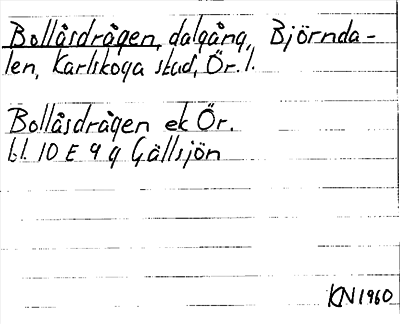 Bollåsdrågen, dalgång, Björnda-
len, Karlskoga stad, Ör. l.
Bollåsdrågen ek Ör.
bl. 10 E 9 g Gällsjön
KN1960